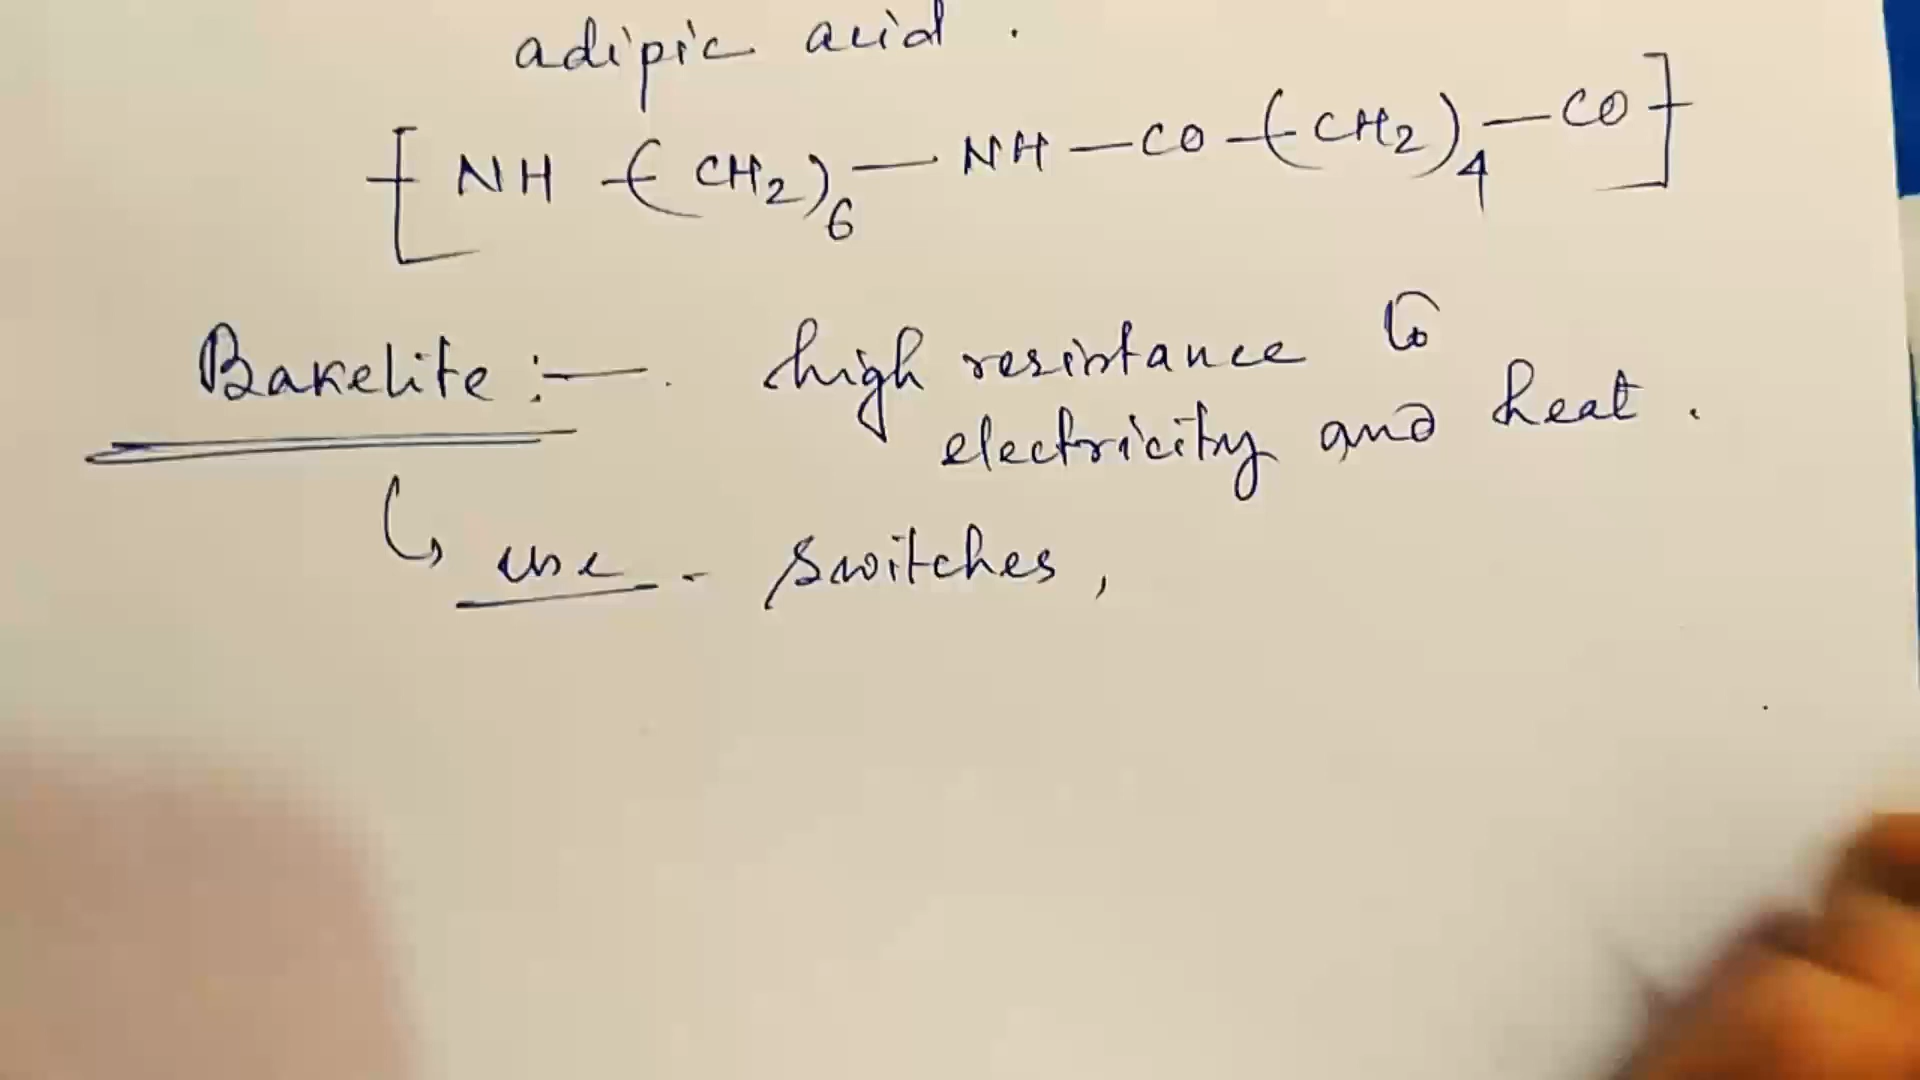 adipic acid .
[ NH -( CH2)6 — NH — CO -( CH2)4 — CO ]
Bakelite :— . high resistance to
electricity and heat .
use - switches ,